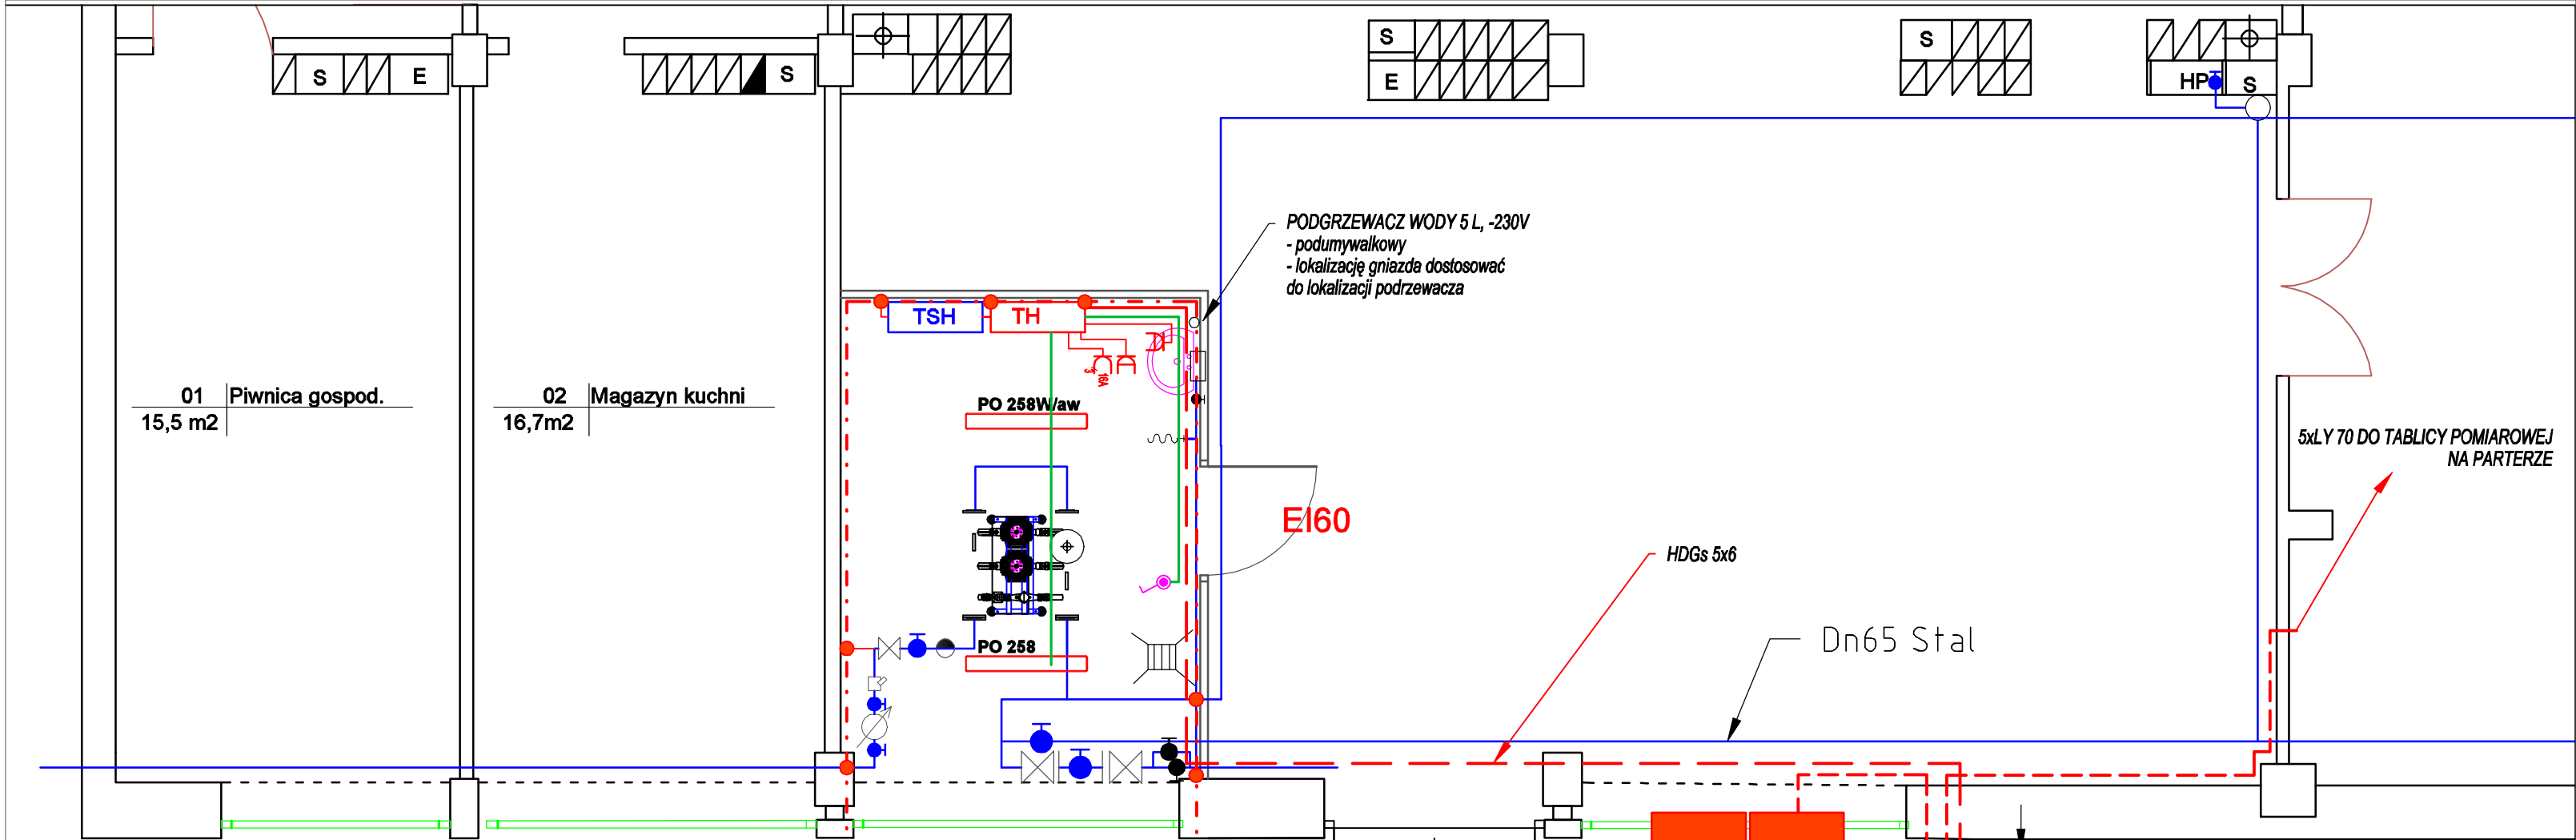 S
E
S
S
E
S
HP
S
PODGRZEWACZ WODY 5 L, -230V
- podumywalkowy
- lokalizację gniazda dostosować
do lokalizacji podrzewacza
TSH
TH
16A
01 Piwnica gospod.
15,5 m2
02 Magazyn kuchni
16,7m2
PO 258W/aw
5xLY 70 DO TABLICY POMIAROWEJ
NA PARTERZE
EI60
HDGs 5x6
Dn65 Stal
PO 258